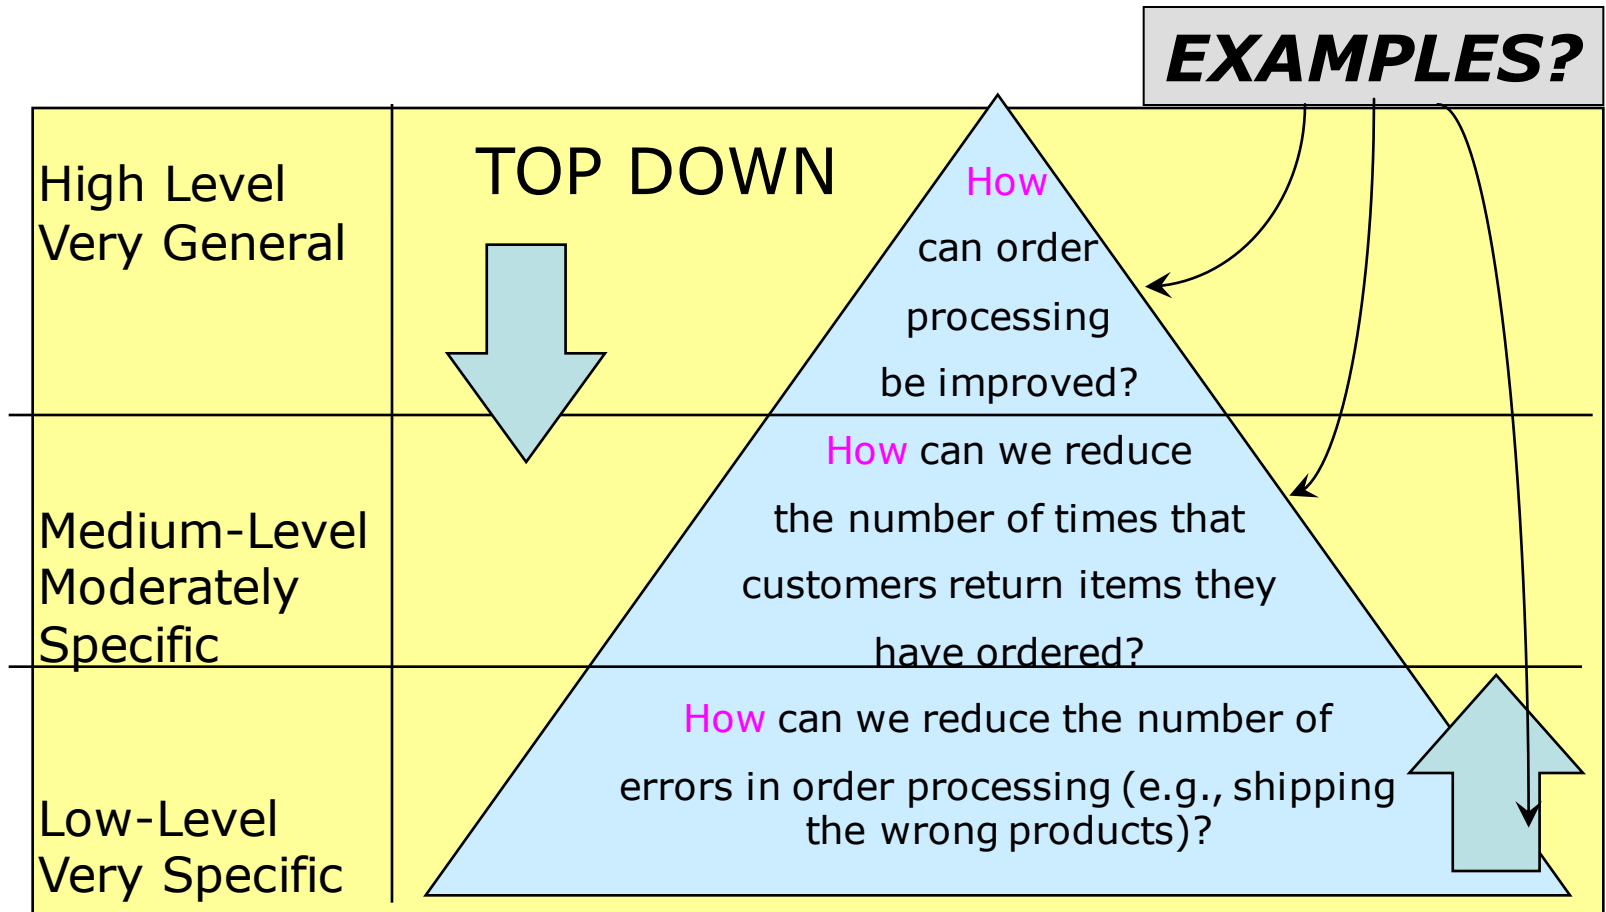 EXAMPLES?
High Level
Very General
TOP DOWN
How
can order
processing
be improved?
Medium-Level
Moderately
Specific
How can we reduce
the number of times that
customers return items they
have ordered?
Low-Level
Very Specific
How can we reduce the number of
errors in order processing (e.g., shipping
the wrong products)?